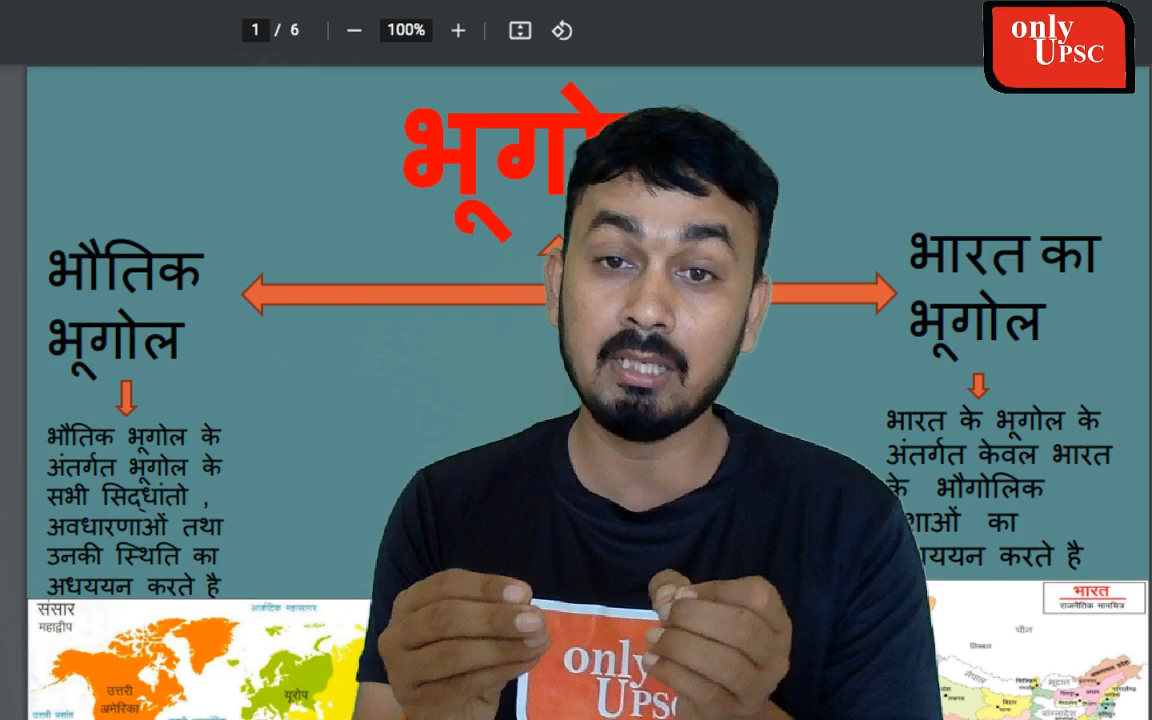 1 / 6
100%
only
UPSC
भौतिक
भूगोल
भारत का
भूगोल
भौतिक भूगोल के
अंतर्गत भूगोल के
सभी सिद्धांतो ,
अवधारणाओं तथा
उनकी स्थिति का
अधययन करते है
भारत के भूगोल के
अंतर्गत केवल भारत
के भौगोलिक
का
करते है
संसार
महाद्वीप
आर्कटिक महासागर
उत्तरी
अमेरिका
यूरोप
भारत
राजनैतिक मानचित्र
चीन
तिब्बत
नेपाल
भूटान
only
UPSC